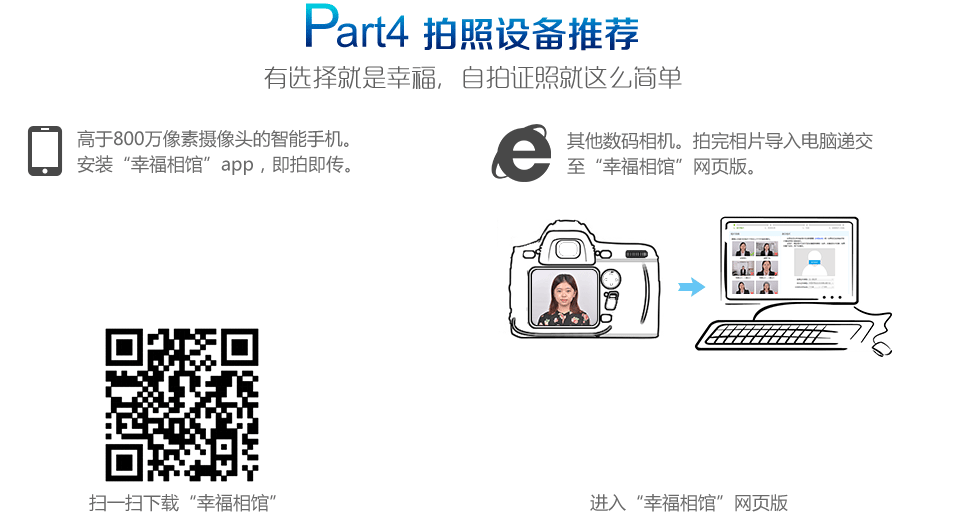 Part4 拍照设备推荐
有选择就是幸福，自拍证照就这么简单
高于800万像素摄像头的智能手机。
安装“幸福相馆”app，即拍即传。
其他数码相机。拍完相片导入电脑递交
至“幸福相馆”网页版。
扫一扫下载“幸福相馆”
进入“幸福相馆”网页版